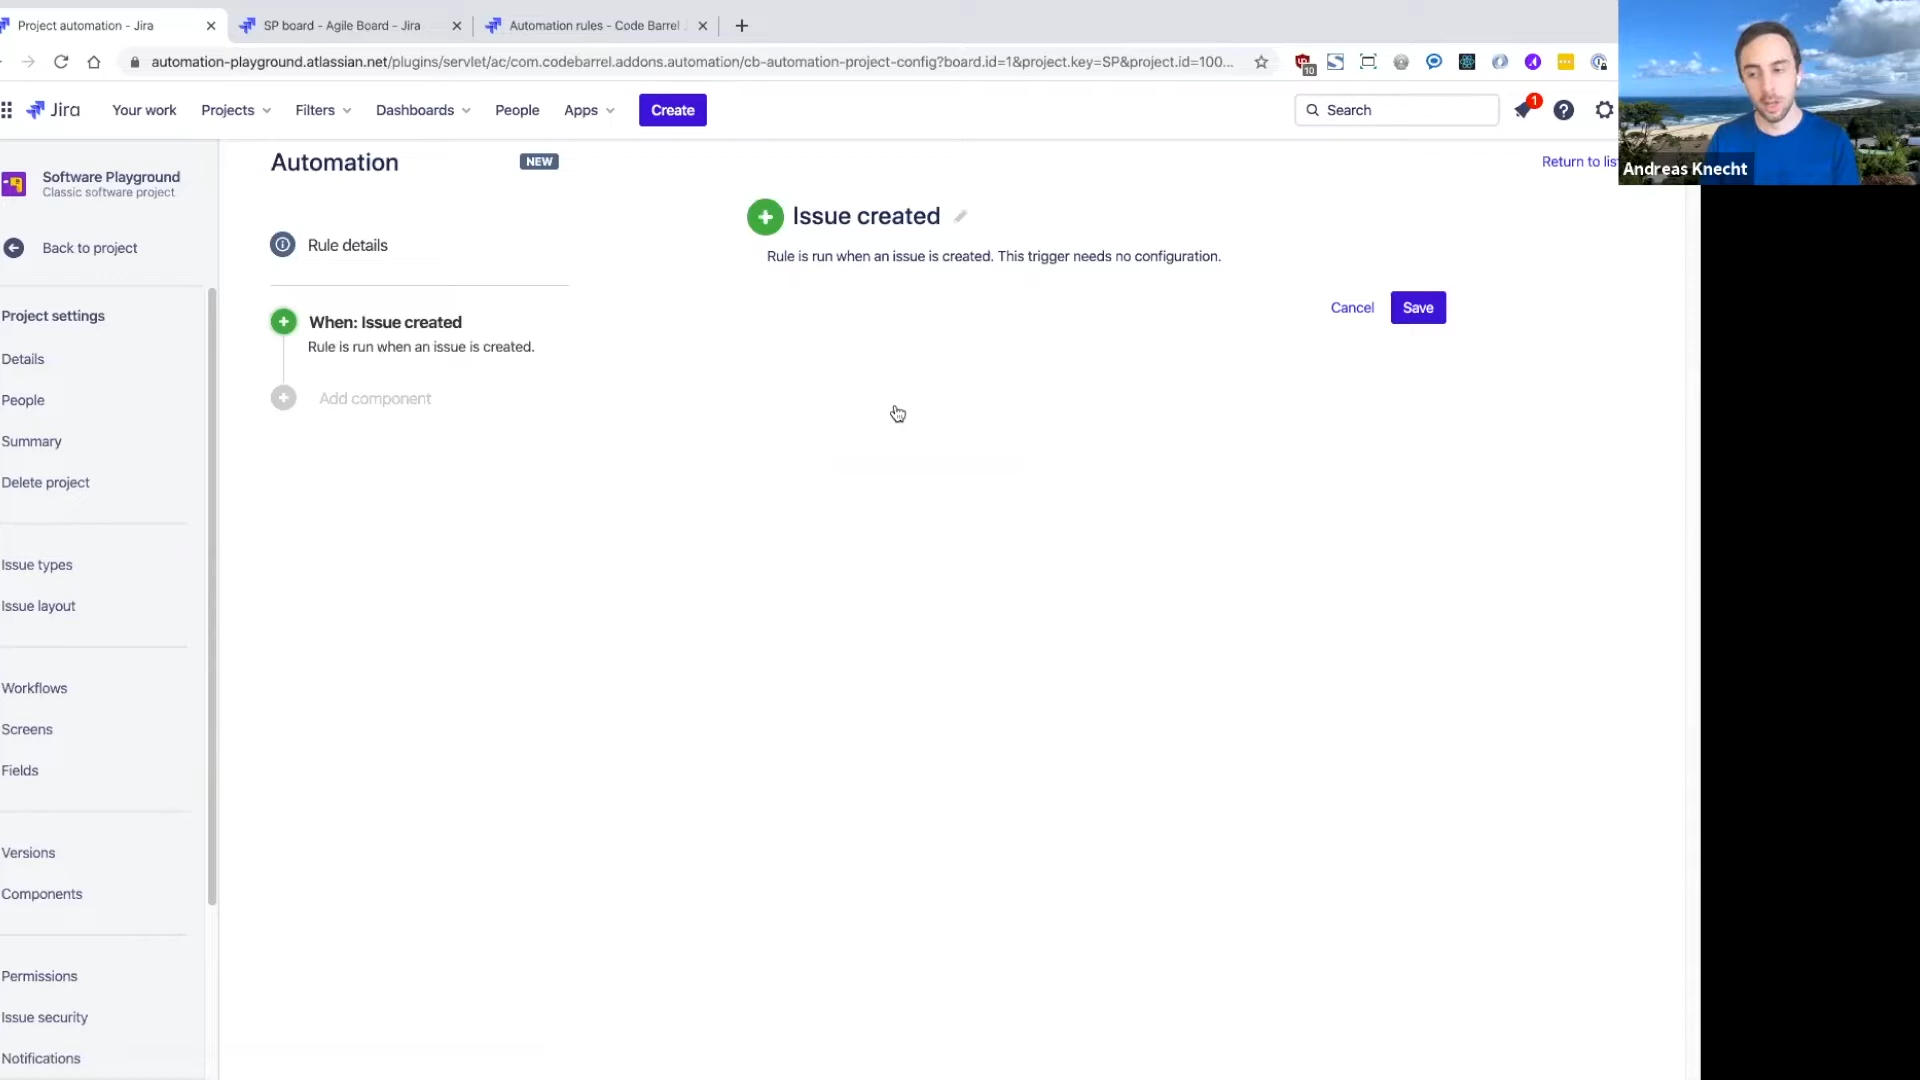 Project automation - Jira
SP board - Agile Board - Jira
Automation rules - Code Barrel
automation-playground.atlassian.net/plugins/servlet/ac/com.codebarrel.addons.automation/cb-automation-project-config?board.id=1&project.key=SP&project.id=100...
10
Jira
Your work
Projects
Filters
Dashboards
People
Apps
Create
Search
1
Andreas Knecht
Software Playground
Classic software project
Back to project
Project settings
Details
People
Summary
Delete project
Issue types
Issue layout
Workflows
Screens
Fields
Versions
Components
Permissions
Issue security
Notifications
Automation
NEW
Return to lis
Rule details
When: Issue created
Rule is run when an issue is created.
Add component
Issue created
Rule is run when an issue is created. This trigger needs no configuration.
Cancel
Save